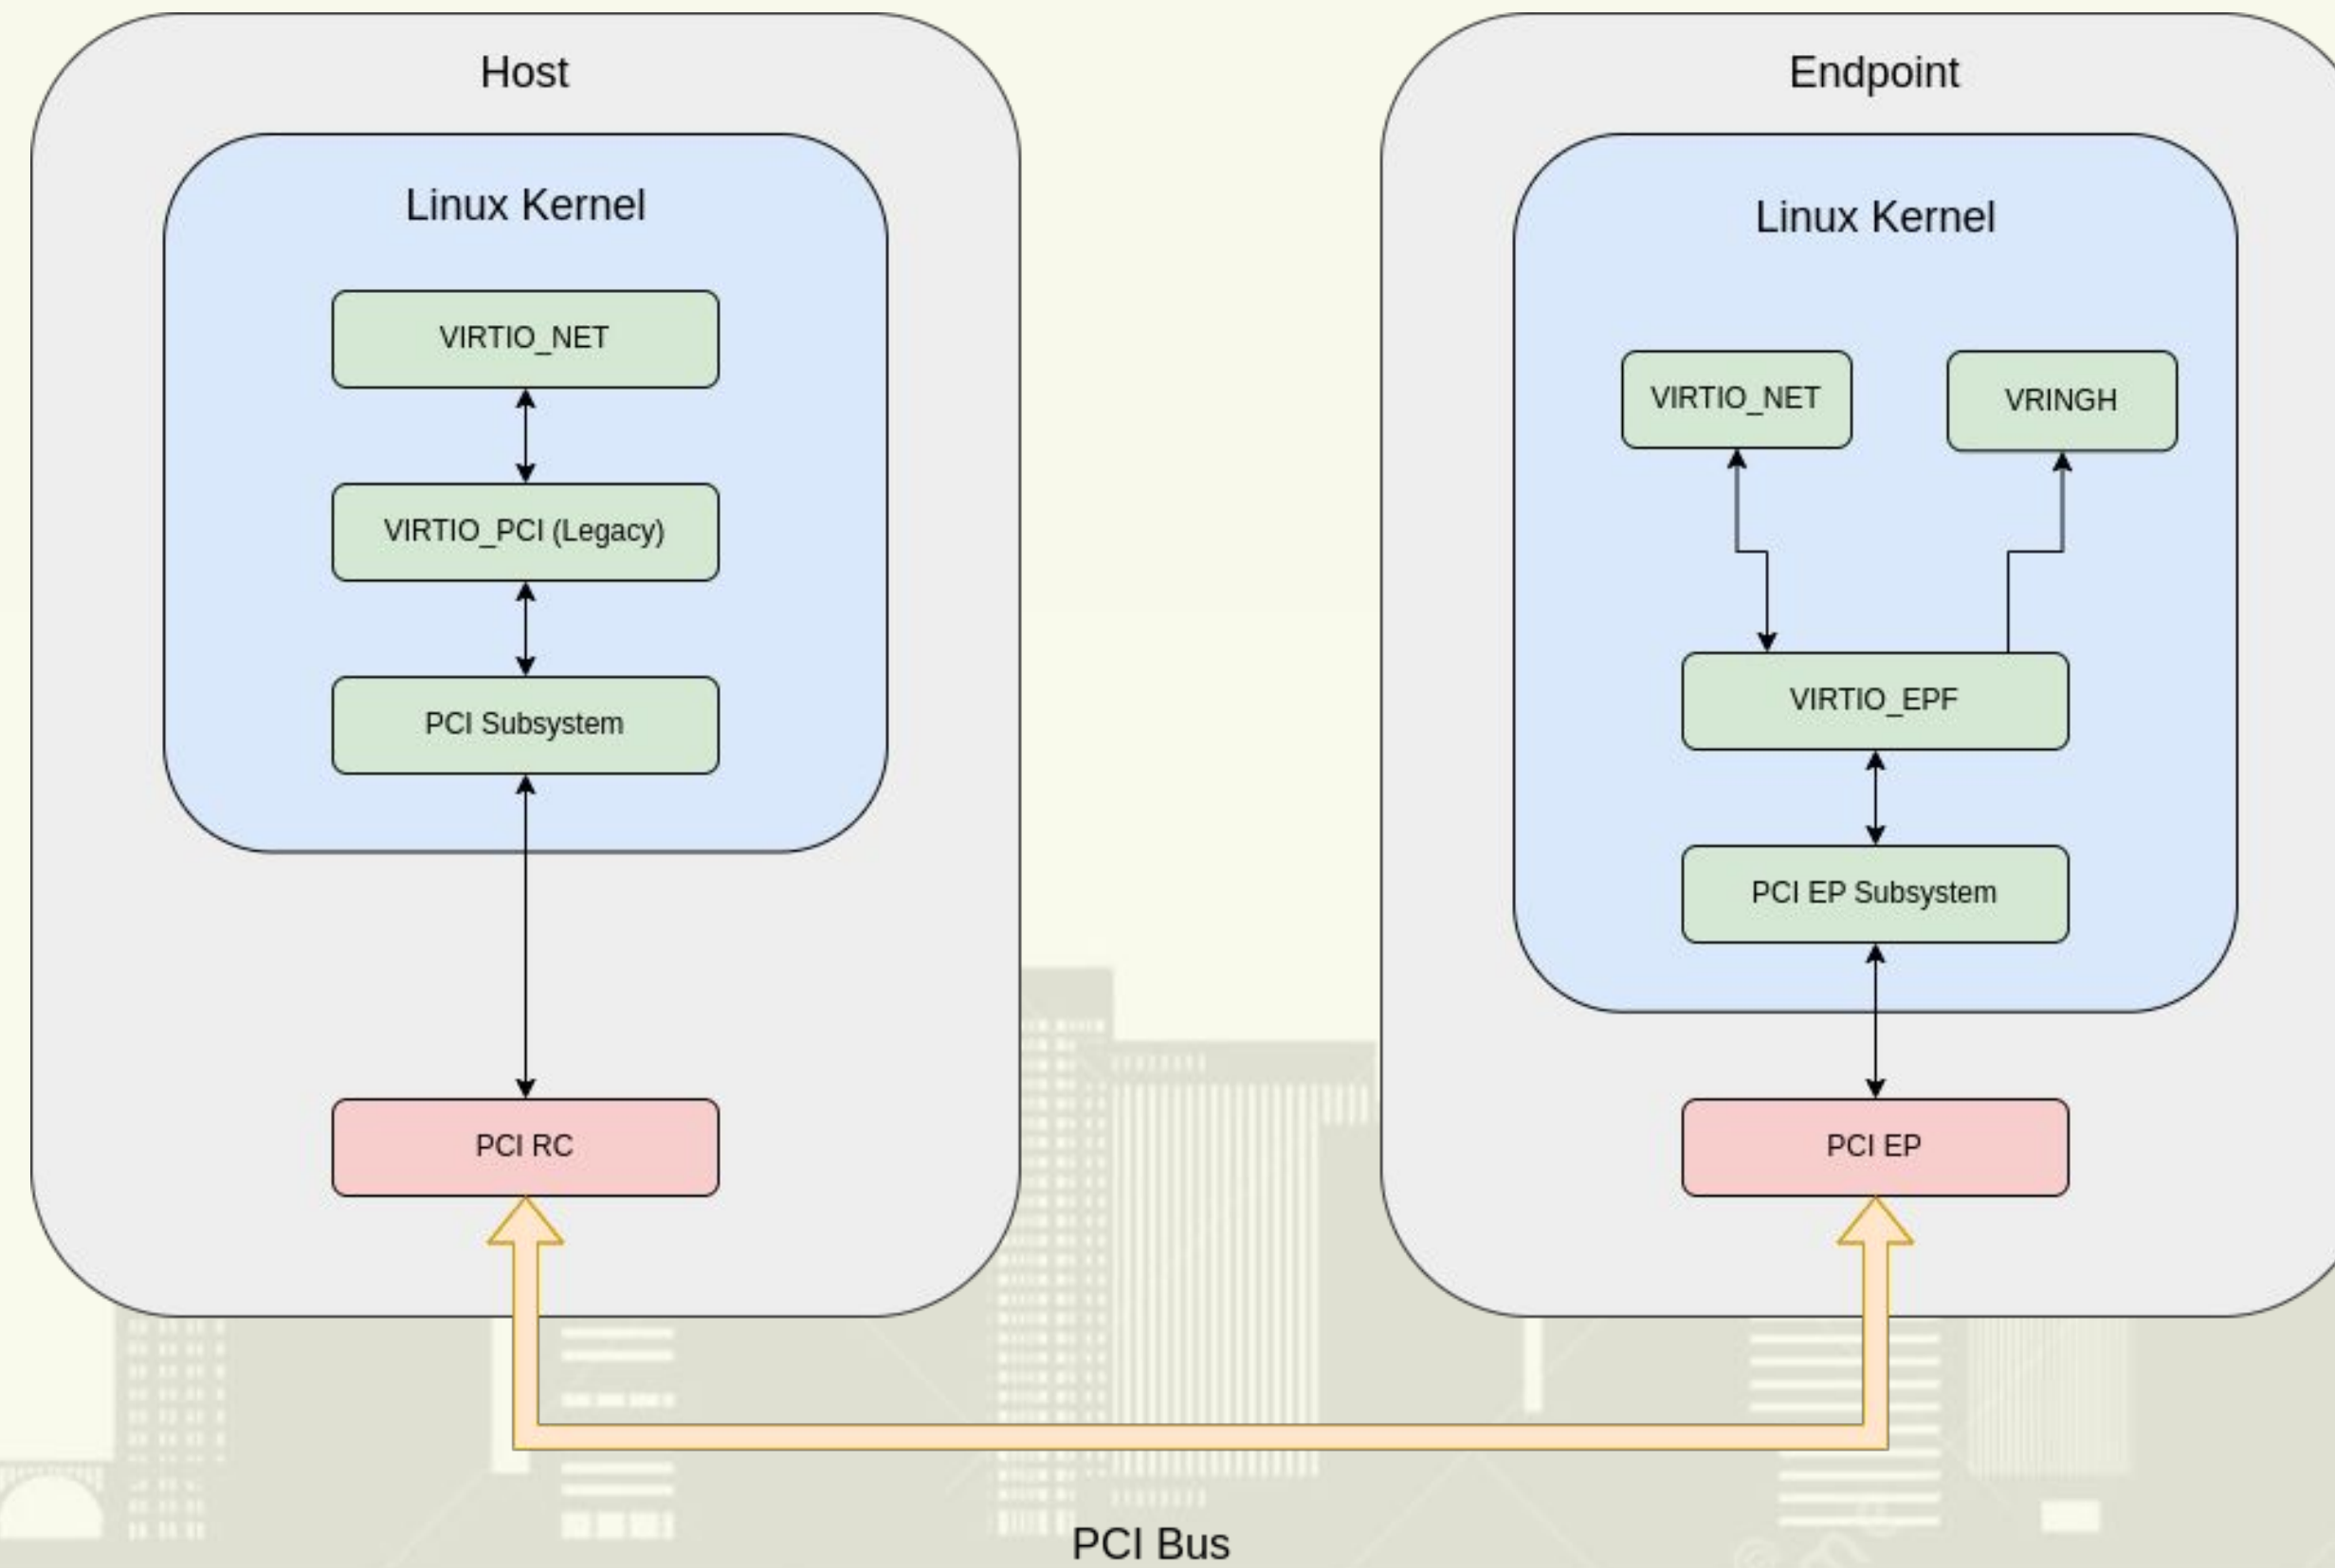 Host
Linux Kernel
VIRTIO_NET
VIRTIO_PCI (Legacy)
PCI Subsystem
PCI RC
Endpoint
Linux Kernel
VIRTIO_NET
VRINGH
VIRTIO_EPF
PCI EP Subsystem
PCI EP
PCI Bus